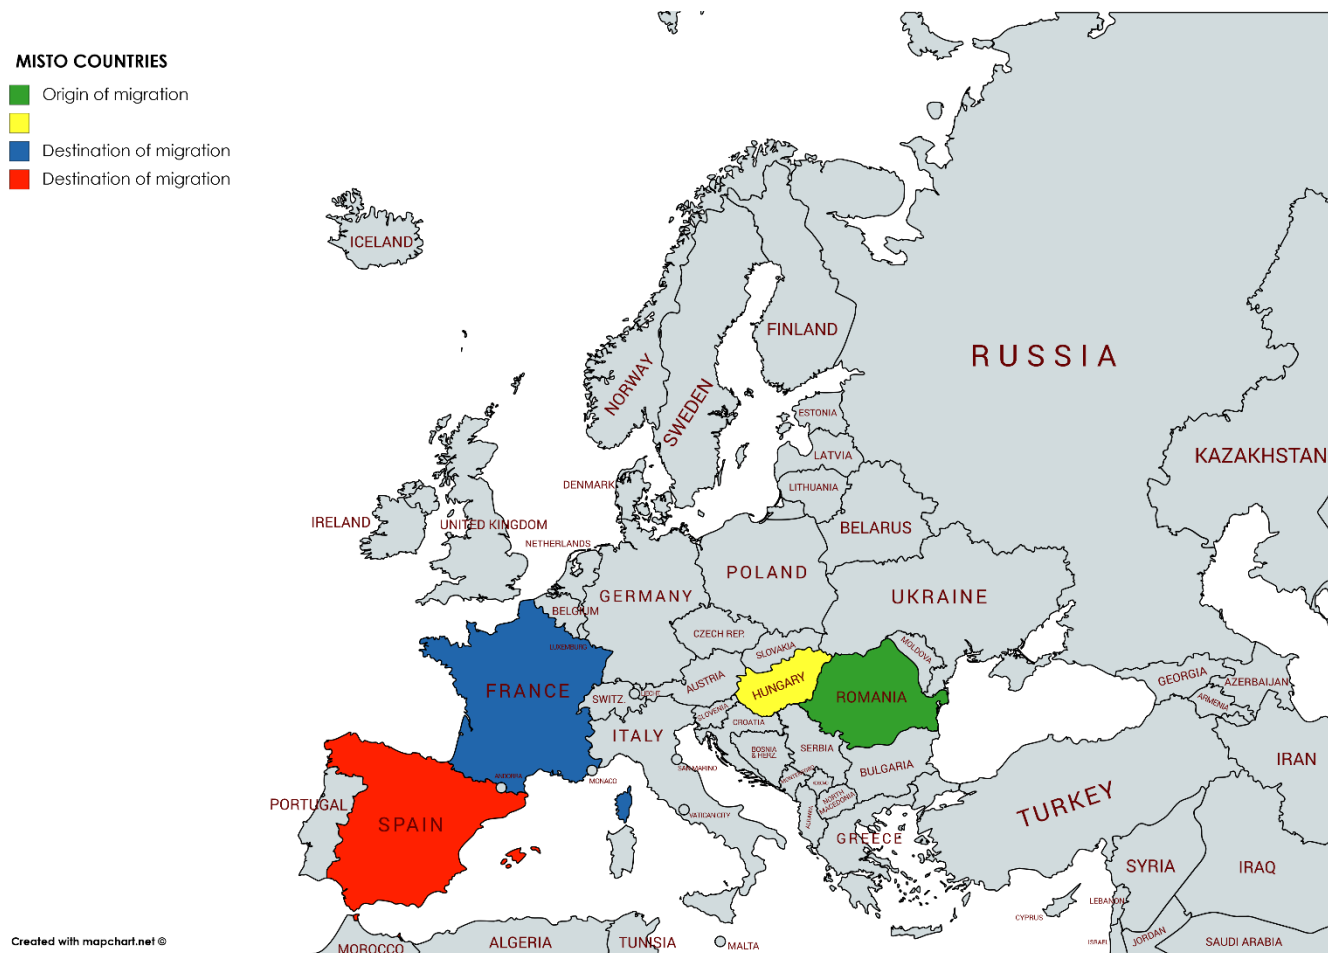 MISTO COUNTRIES
Origin of migration
Destination of migration
Destination of migration
ICELAND
FINLAND
NORWAY
SWEDEN
RUSSIA
ESTONIA
LATVIA
LITHUANIA
KAZAKHSTAN
DENMARK
IRELAND
UNITED KINGDOM
NETHERLANDS
BELARUS
POLAND
GERMANY
BELGIUM
UKRAINE
LUXEMBURG
CZECH REP.
SLOVAKIA
MOLDOVA
FRANCE
SWITZ.
AUSTRIA
HUNGARY
ROMANIA
SLOVENIA
CROATIA
ITALY
BOSNIA
& HERZ.
SERBIA
BULGARIA
GEORGIA
AZERBAIJAN
ARMENIA
MONACO
SAN MARINO
MONTENEGRO
ANDORRA
PORTUGAL
SPAIN
VATICAN CITY
NORTH
MACEDONIA
ALBANIA
GREECE
TURKEY
IRAN
SYRIA
IRAQ
LEBANON
CYPRUS
ISRAEL
JORDAN
SAUDI ARABIA
MOROCCO
ALGERIA
TUNISIA
MALTA
Created with mapchart.net ©